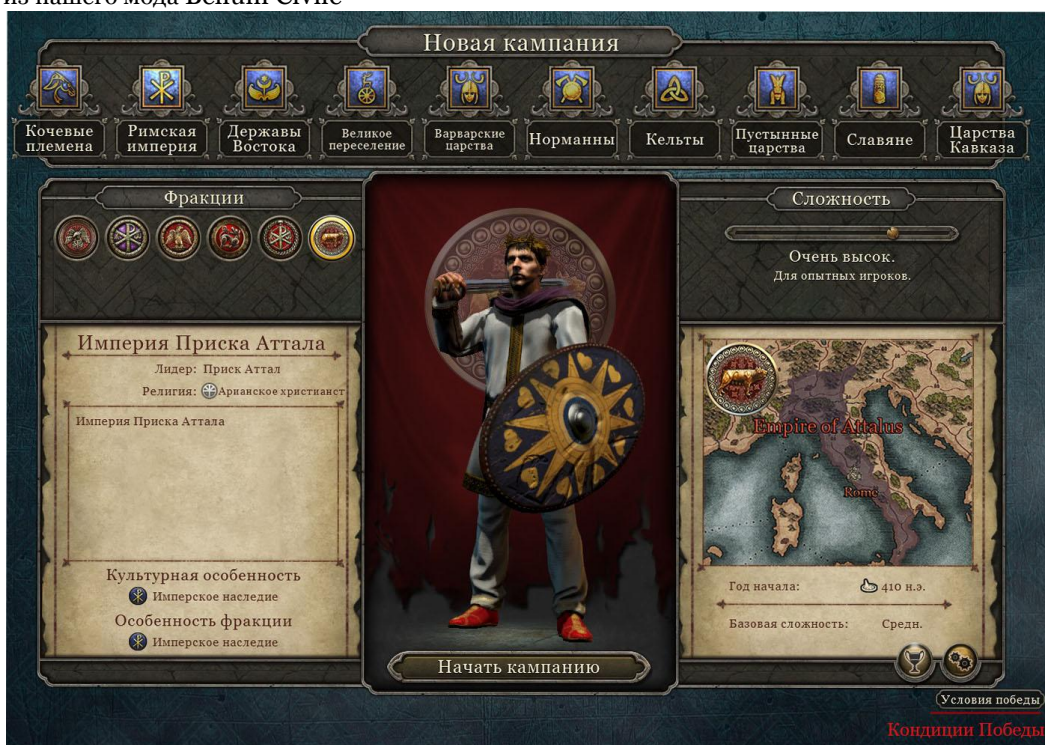 из нашего мода Bellum Civile
Новая кампания
Кочевые
племена
Римская
империя
Державы
Востока
Великое
переселение
Варварские
царства
Норманны
Кельты
Пустынные
царства
Славяне
Царства
Кавказа
Фракции
Сложность
Очень высок.
Для опытных игроков.
Империя Приска Аттала
Лидер: Приск Аттал
Религия: Арианское христианст
Империя Приска Аттала
Культурная особенность
Имперское наследие
Особенность фракции
Имперское наследие
Начать кампанию
Empire of Attalus
Rome
Год начала: 410 н.э.
Базовая сложность: Средн.
Условия победы
Кондиции Победы